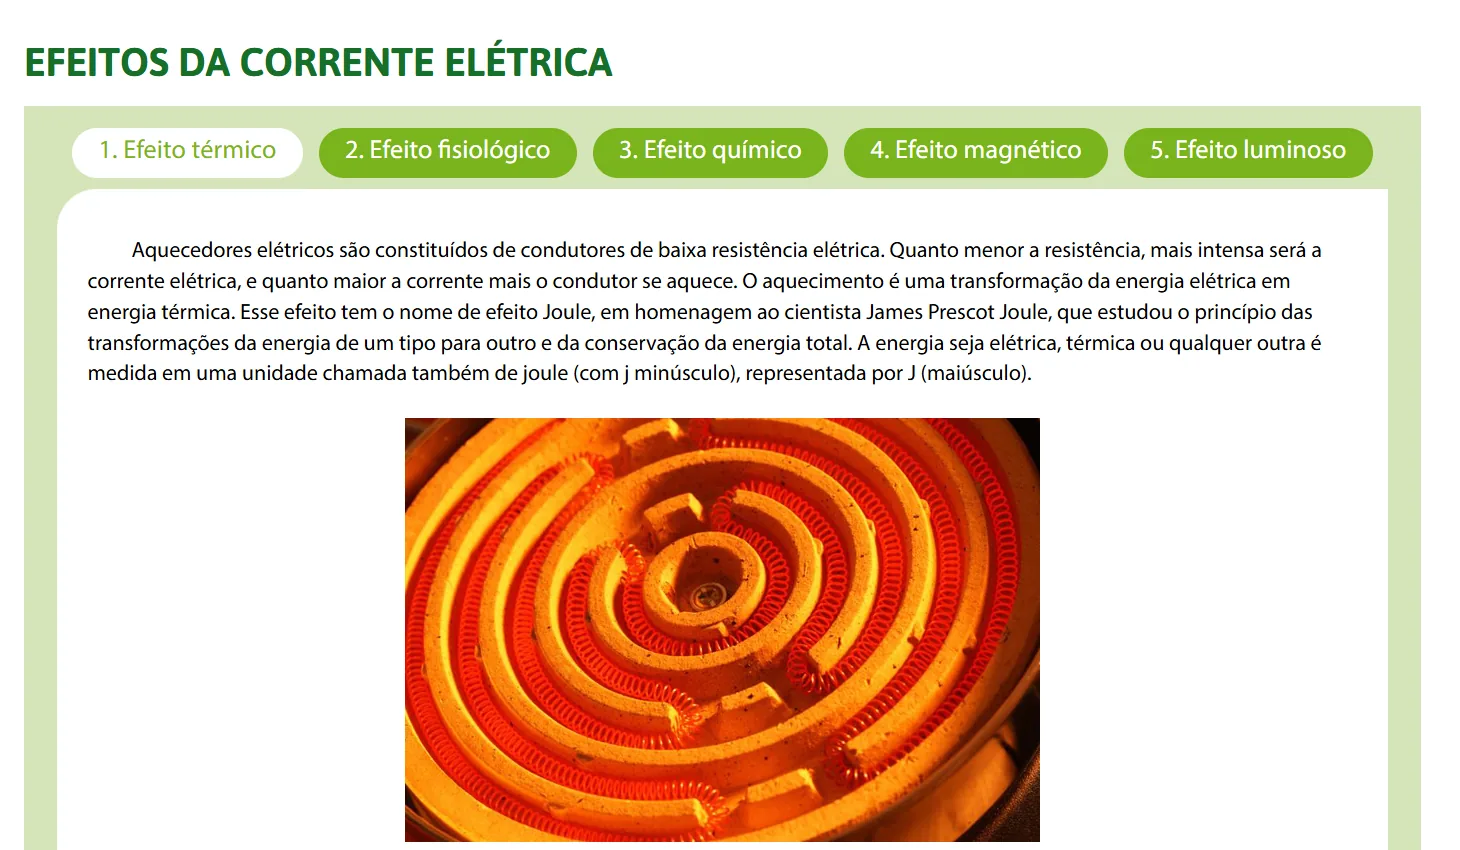 EFEITOS DA CORRENTE ELÉTRICA
1. Efeito térmico
2. Efeito fisiológico
3. Efeito químico
4. Efeito magnético
5. Efeito luminoso
Aquecedores elétricos são constituídos de condutores de baixa resistência elétrica. Quanto menor a resistência, mais intensa será a
corrente elétrica, e quanto maior a corrente mais o condutor se aquece. O aquecimento é uma transformação da energia elétrica em
energia térmica. Esse efeito tem o nome de efeito Joule, em homenagem ao cientista James Prescot Joule, que estudou o princípio das
transformações da energia de um tipo para outro e da conservação da energia total. A energia seja elétrica, térmica ou qualquer outra é
medida em uma unidade chamada também de joule (com j minúsculo), representada por J (maiúsculo).